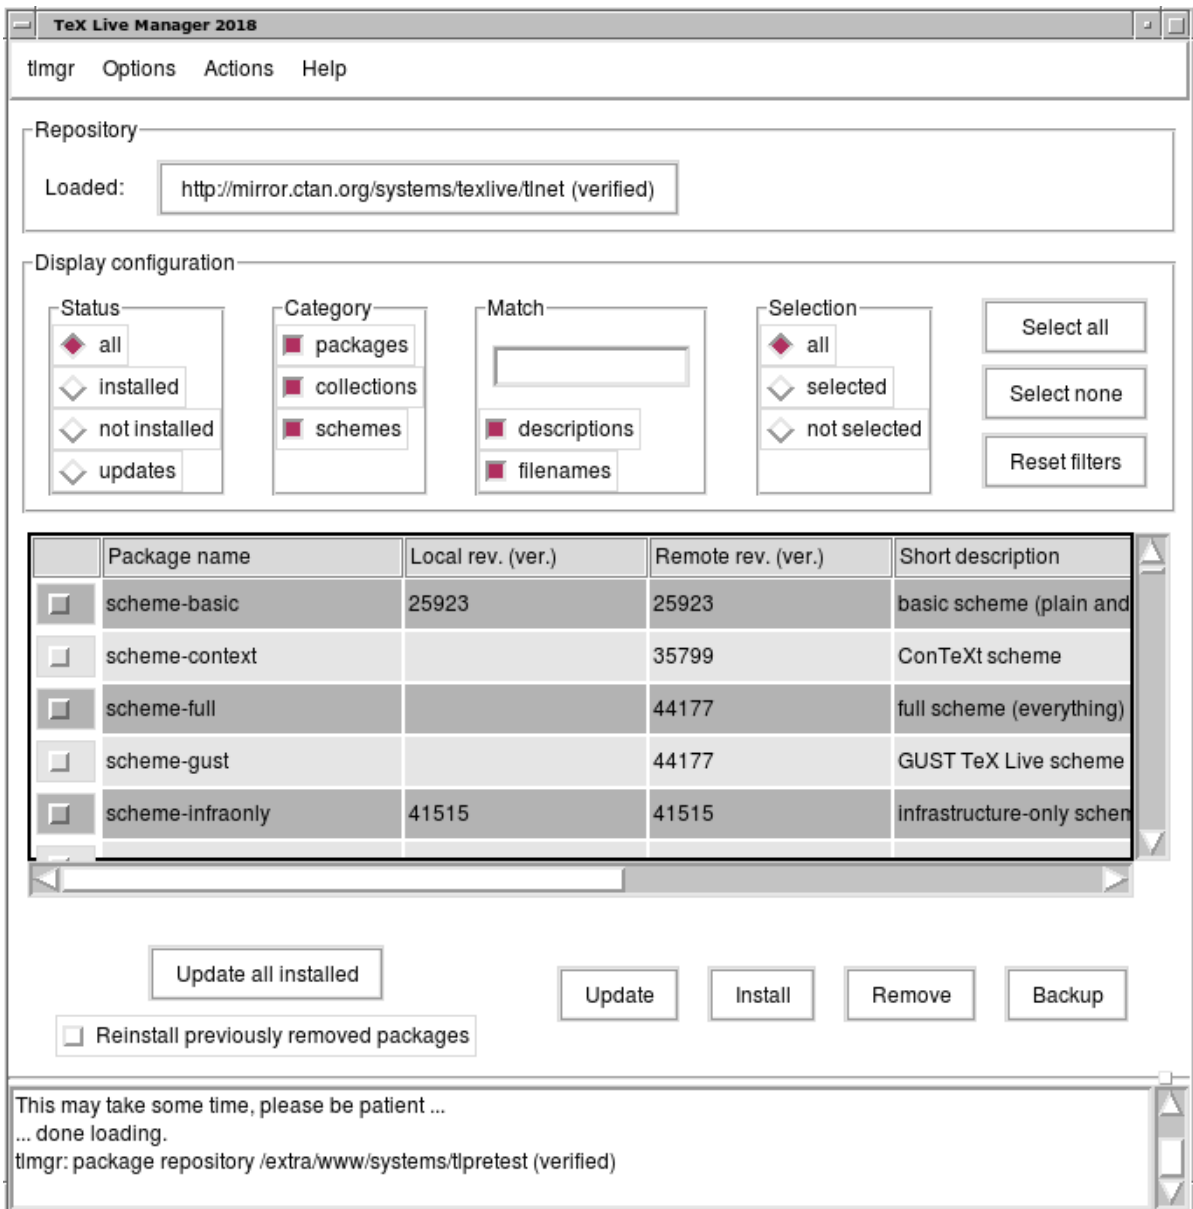 TeX Live Manager 2018
tlmgr Options Actions Help
Repository
Loaded: http://mirror.ctan.org/systems/texlive/tlnet (verified)
Display configuration
Status
all
installed
not installed
updates
Category
packages
collections
schemes
Match
descriptions
filenames
Selection
all
selected
not selected
Select all
Select none
Reset filters
Package name Local rev. (ver.) Remote rev. (ver.) Short description
scheme-basic 25923 25923 basic scheme (plain and
scheme-context 35799 ConTeXt scheme
scheme-full 44177 full scheme (everything)
scheme-gust 44177 GUST TeX Live scheme
scheme-infraonly 41515 41515 infrastructure-only schem
Update all installed
Reinstall previously removed packages
Update Install Remove Backup
This may take some time, please be patient ...
... done loading.
tlmgr: package repository /extra/www/systems/tlpretest (verified)